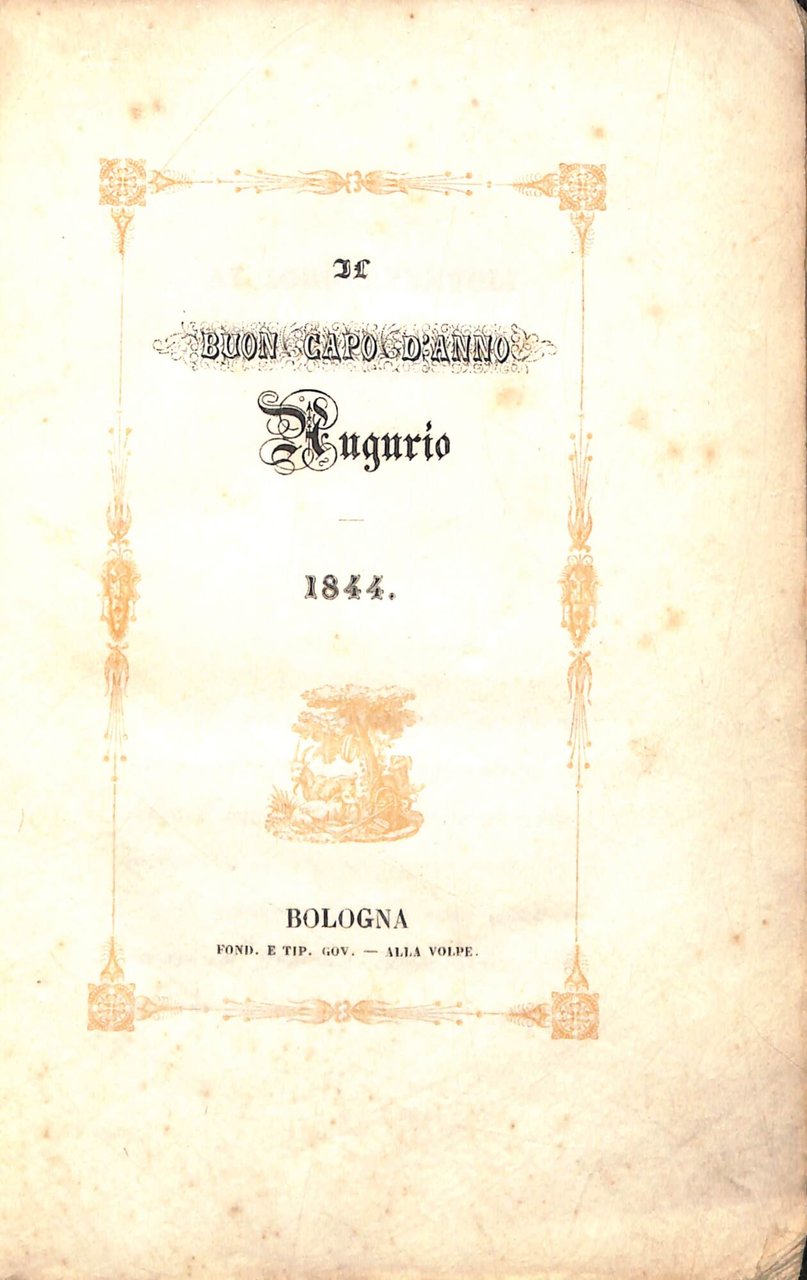 IL
BUON CAPO D'ANNO
Augurio
1844.
BOLOGNA
FOND. E TIP. GOV. — ALLA VOLPE.